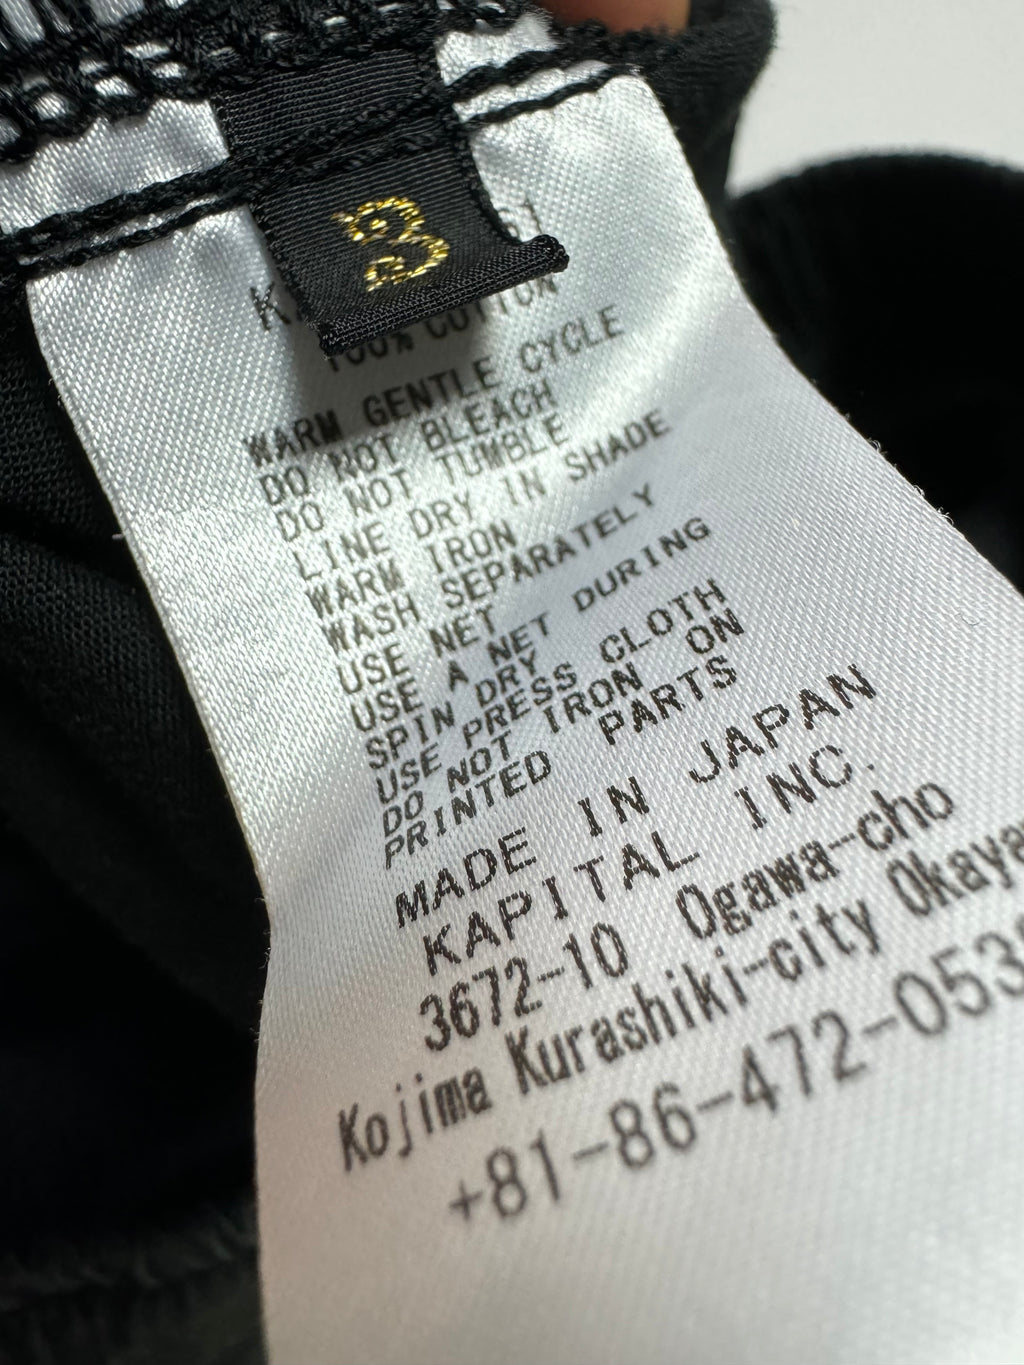 3
K
100% COTTON
WARM GENTLE CYCLE
DO NOT BLEACH
DO NOT TUMBLE
LINE DRY IN SHADE
WARM IRON
WASH SEPARATELY
USE NET
USE A NET DURING
SPIN DRY
USE PRESS CLOTH
DO NOT IRON ON
PRINTED PARTS
MADE IN JAPAN
KAPITAL INC.
3672-10 Ogawa-cho
Kojima Kurashiki-city Okaya
+81-86-472-053